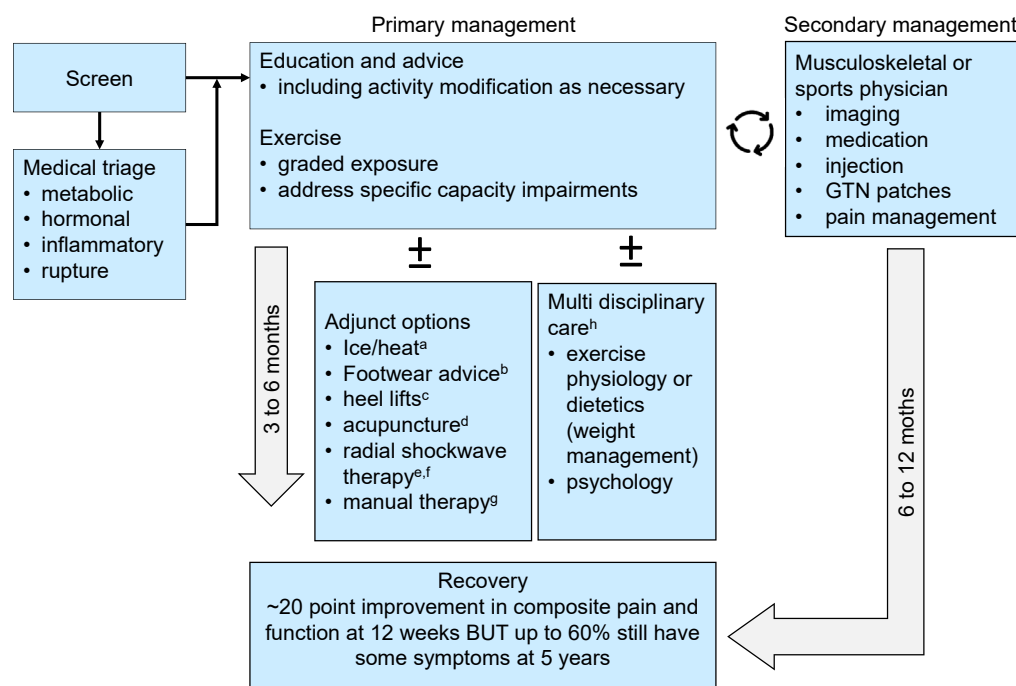 Primary management
Secondary management
Screen
Medical triage
• metabolic
• hormonal
• inflammatory
• rupture
Education and advice
• including activity modification as necessary
Exercise
• graded exposure
• address specific capacity impairments
Musculoskeletal or
sports physician
• imaging
• medication
• injection
• GTN patches
• pain management
±
±
3 to 6 months
Adjunct options
• Ice/heatᵃ
• Footwear adviceᵇ
• heel liftsᶜ
• acupunctureᵈ
• radial shockwave
therapyᵉ,ᶠ
• manual therapyᵍ
Multi disciplinary
careʰ
• exercise
physiology or
dietetics
(weight
management)
• psychology
6 to 12 moths
Recovery
~20 point improvement in composite pain and
function at 12 weeks BUT up to 60% still have
some symptoms at 5 years